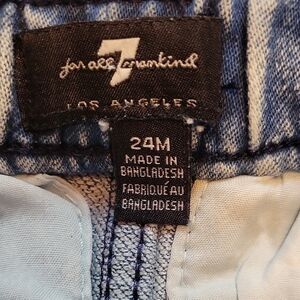 7
for all mankind
LOS ANGELES
24M
MADE IN
BANGLADESH
FABRIQUÉ AU
BANGLADESH